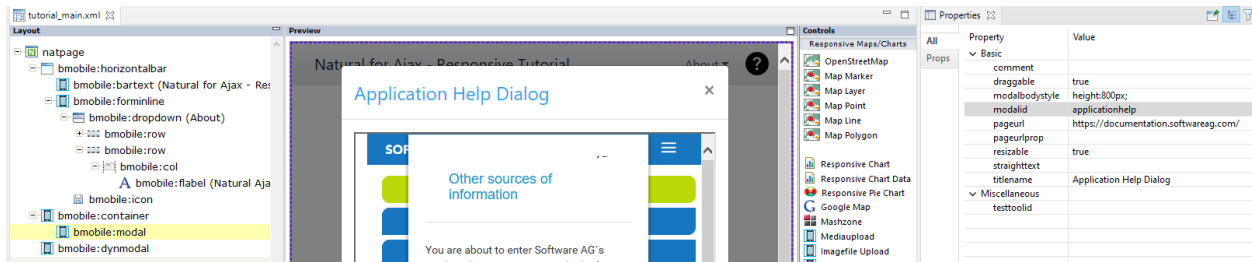 tutorial_main.xml
Layout
natpage
bmobile:horizontalbar
bmobile:bartext (Natural for Ajax - Re
bmobile:forminline
bmobile:dropdown (About)
bmobile:row
bmobile:row
bmobile:col
A bmobile:flabel (Natural Aja
bmobile:icon
bmobile:container
bmobile:modal
bmobile:dynmodal
Preview
Natural for Ajax - Responsive Tutorial
About
?
Application Help Dialog
×
SOF
Other sources of
information
You are about to enter Software AG´s
Controls
Responsive Maps/Charts
OpenStreetMap
Map Marker
Map Layer
Map Point
Map Line
Map Polygon
Responsive Chart
Responsive Chart Data
Responsive Pie Chart
G Google Map
Mashzone
Mediaupload
Imagefile Upload
Properties
All
Props
Property Value
Basic
comment
draggable true
modalbodystyle height:800px;
modalid applicationhelp
pageurl https://documentation.softwareag.com/
pageurlprop
resizable true
straighttext
titlename Application Help Dialog
Miscellaneous
testtoolid